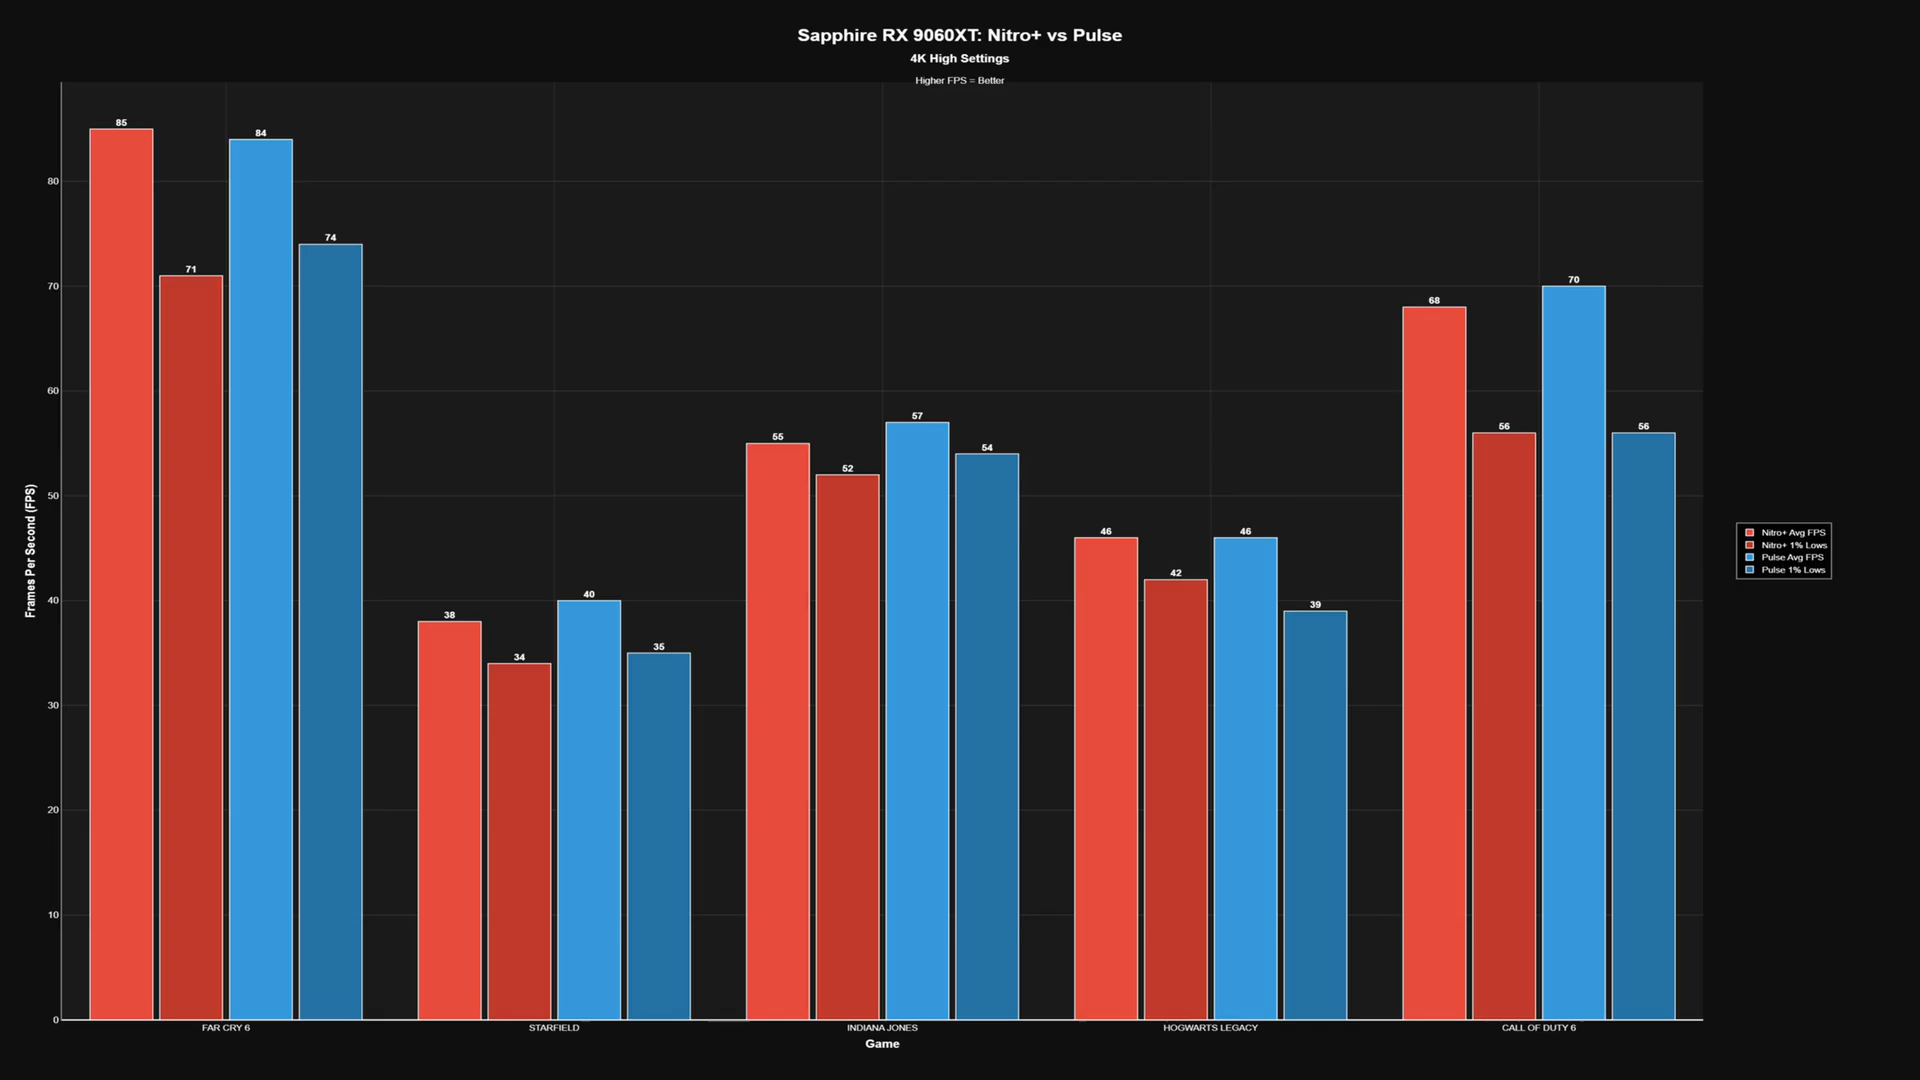 Sapphire RX 9060XT: Nitro+ vs Pulse
4K High Settings
Higher FPS = Better
Frames Per Second (FPS)
80
70
60
50
40
30
20
10
0
85
71
84
74
38
34
40
35
55
52
57
54
46
42
46
39
68
56
70
56
FAR CRY 6
STARFIELD
INDIANA JONES
HOGWARTS LEGACY
CALL OF DUTY 6
Game
Nitro+ Avg FPS
Nitro+ 1% Lows
Pulse Avg FPS
Pulse 1% Lows